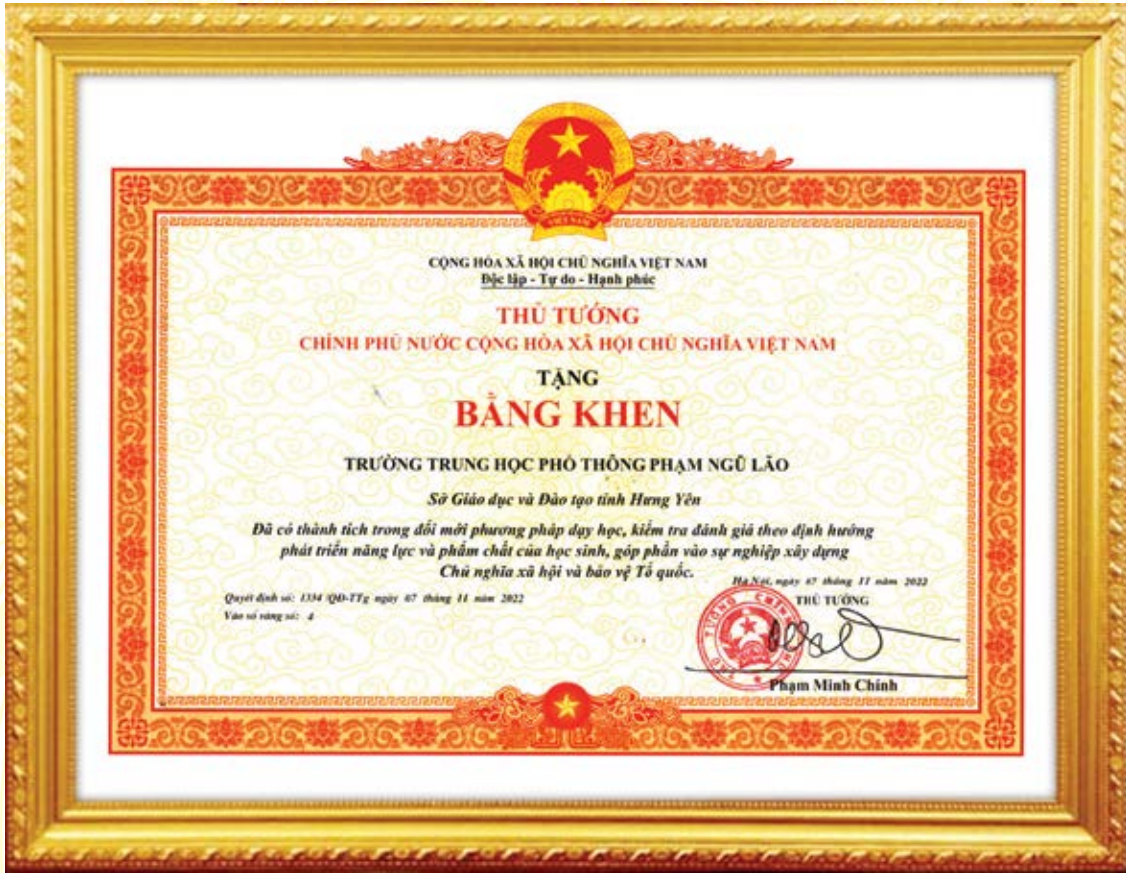 VIỆT NAM
CỘNG HÒA XÃ HỘI CHỦ NGHĨA VIỆT NAM
Độc lập - Tự do - Hạnh phúc
THỦ TƯỚNG
CHÍNH PHỦ NƯỚC CỘNG HÒA XÃ HỘI CHỦ NGHĨA VIỆT NAM
TẶNG
BẰNG KHEN
TRƯỜNG TRUNG HỌC PHỔ THÔNG PHẠM NGŨ LÃO
Sở Giáo dục và Đào tạo tỉnh Hưng Yên
Đã có thành tích trong đổi mới phương pháp dạy học, kiểm tra đánh giá theo định hướng
phát triển năng lực và phẩm chất của học sinh, góp phần vào sự nghiệp xây dựng
Chủ nghĩa xã hội và bảo vệ Tổ quốc.
Quyết định số: 1334 /QĐ-TTg ngày 07 tháng 11 năm 2022
Vào sổ vàng số: 4
Hà Nội, ngày 07 tháng 11 năm 2022
THỦ TƯỚNG
THỦ TƯỚNG CHÍNH
Phạm Minh Chính